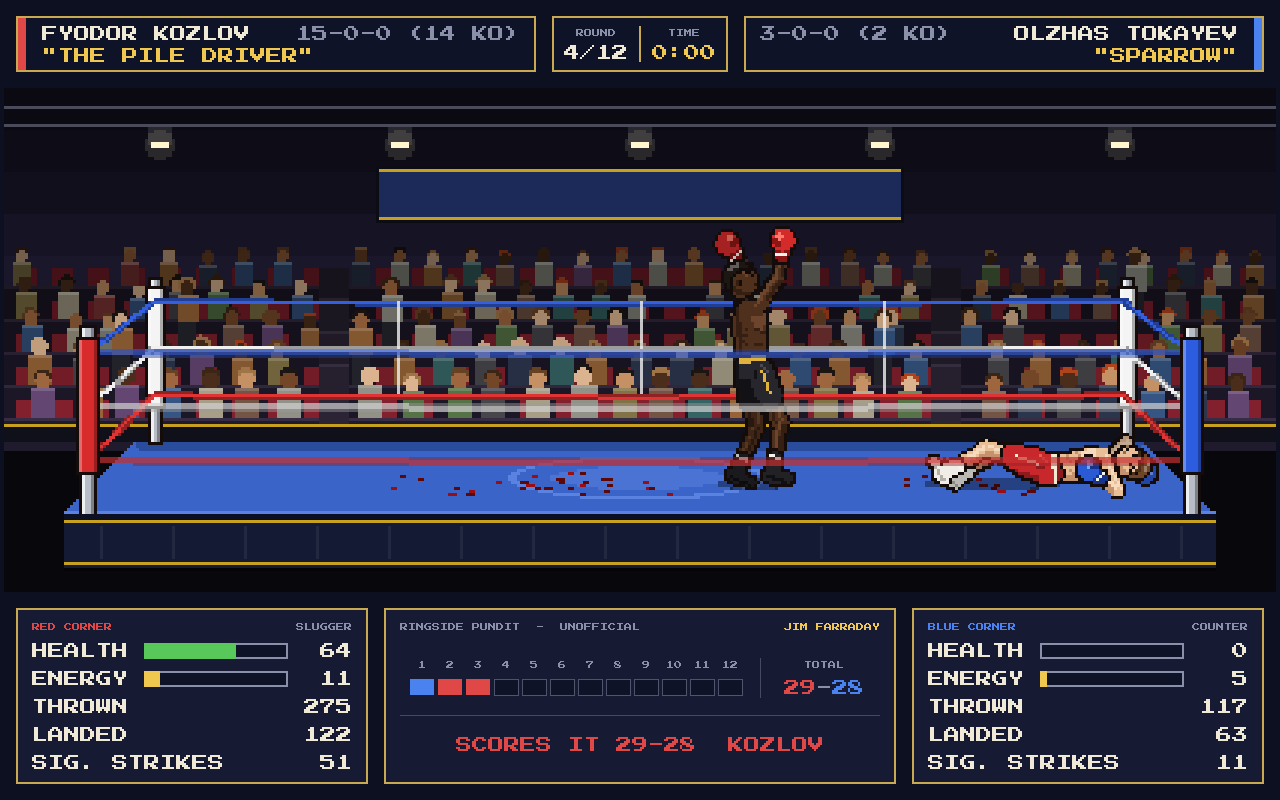 FYODOR KOZLOV 15-0-0 (14 KO)
"THE PILE DRIVER"
ROUND TIME
4/12 0:00
3-0-0 (2 KO) OLZHAS TOKAYEV
"SPARROW"
RED CORNER SLUGGER
HEALTH 64
ENERGY 11
THROWN 275
LANDED 122
SIG. STRIKES 51
RINGSIDE PUNDIT - UNOFFICIAL JIM FARRADAY
1 2 3 4 5 6 7 8 9 10 11 12 TOTAL
29-28
SCORES IT 29-28 KOZLOV
BLUE CORNER COUNTER
HEALTH 0
ENERGY 5
THROWN 117
LANDED 63
SIG. STRIKES 11